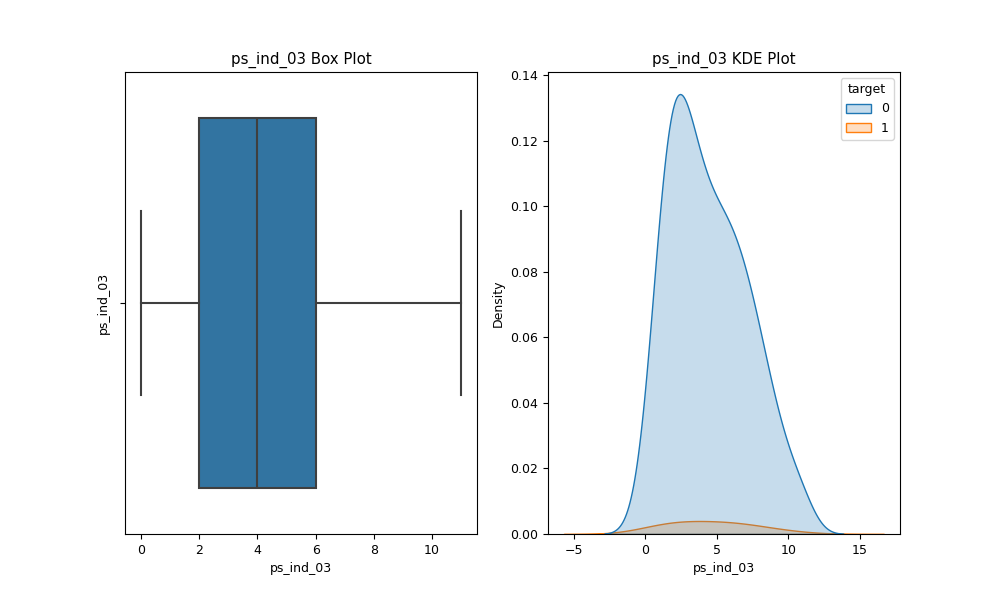 ps_ind_03 Box Plot
ps_ind_03
0 2 4 6 8 10
ps_ind_03
ps_ind_03 KDE Plot
target
0
1
Density
0.14
0.12
0.10
0.08
0.06
0.04
0.02
0.00
−5 0 5 10 15
ps_ind_03